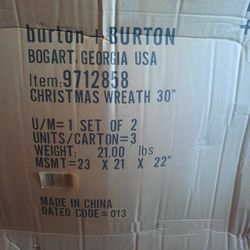 burton + BURTON
BOGART, GEORGIA USA
Item: 9712858
CHRISTMAS WREATH 30"
U/M= 1 SET OF 2
UNITS/CARTON=3
WEIGHT: 21.00 lbs
MSMT=23 X 21 X 22"
MADE IN CHINA
DATED CODE=013